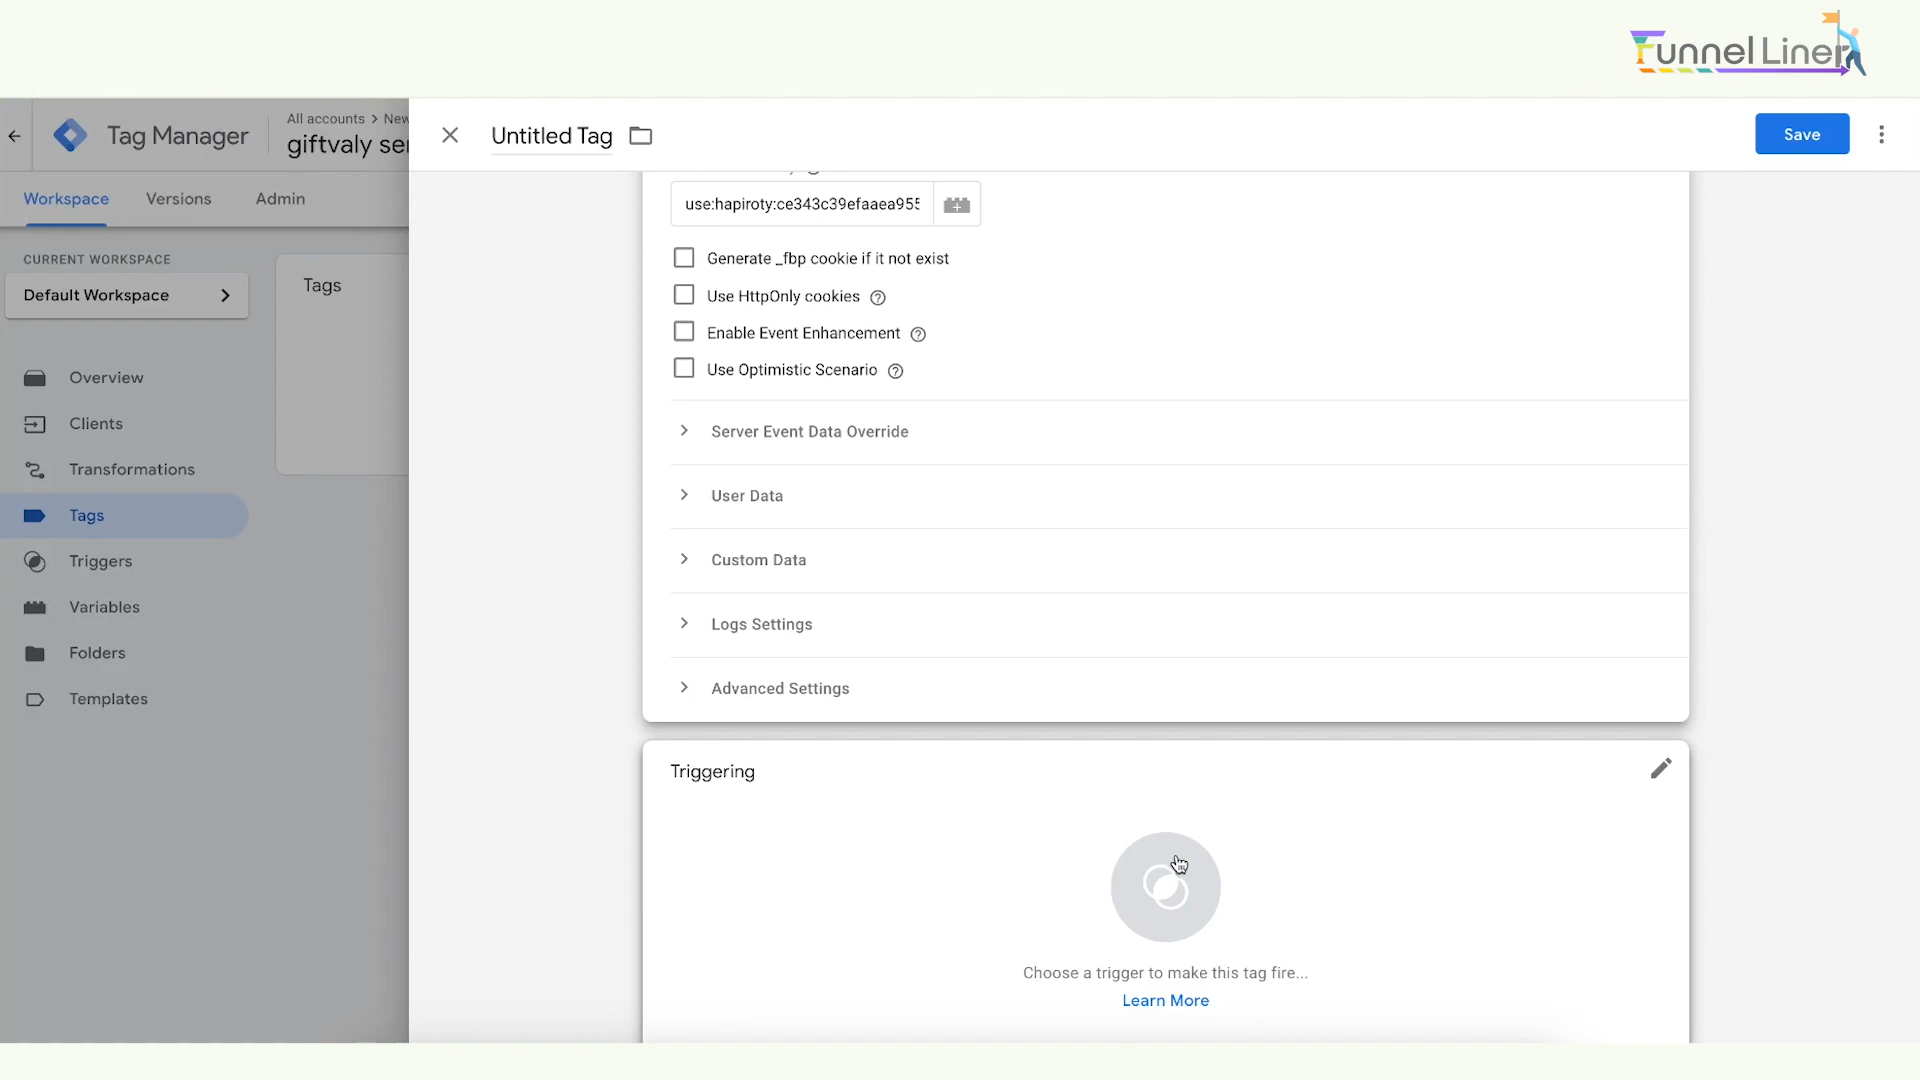 Funnel Liner
Tag Manager
All accounts > New
giftvaly ser
Untitled Tag
Save
Workspace
Versions
Admin
CURRENT WORKSPACE
Default Workspace
Tags
Overview
Clients
Transformations
Tags
Triggers
Variables
Folders
Templates
use:hapiroty:ce343c39efaaea955
Generate _fbp cookie if it not exist
Use HttpOnly cookies
Enable Event Enhancement
Use Optimistic Scenario
Server Event Data Override
User Data
Custom Data
Logs Settings
Advanced Settings
Triggering
Choose a trigger to make this tag fire...
Learn More